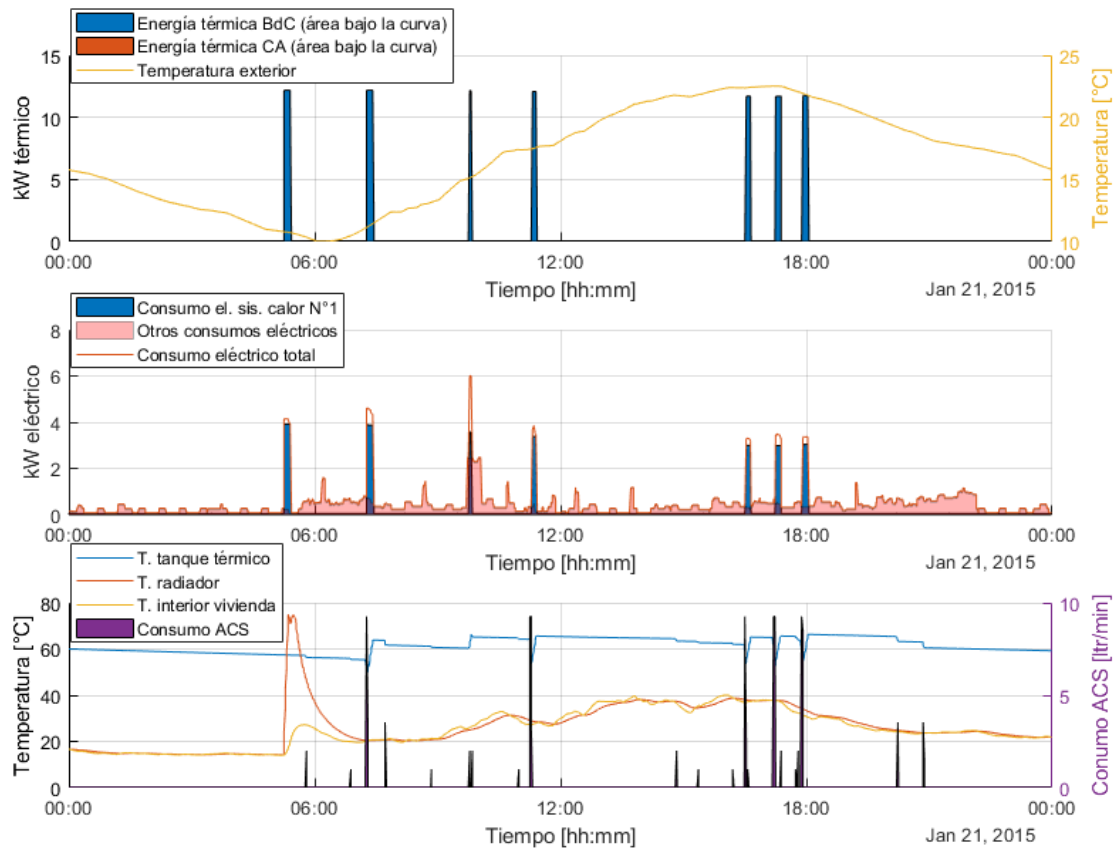 Energía térmica BdC (área bajo la curva)
Energía térmica CA (área bajo la curva)
Temperatura exterior
15
10
5
0
kW térmico
25
20
15
10
Temperatura [°C]
00:00 06:00 12:00 18:00 00:00
Tiempo [hh:mm]
Jan 21, 2015
Consumo el. sis. calor N°1
Otros consumos eléctricos
Consumo eléctrico total
8
6
4
2
0
kW eléctrico
00:00 06:00 12:00 18:00 00:00
Tiempo [hh:mm]
Jan 21, 2015
T. tanque térmico
T. radiador
T. interior vivienda
Consumo ACS
80
60
40
20
0
Temperatura [°C]
10
5
0
Conumo ACS [ltr/min]
00:00 06:00 12:00 18:00 00:00
Tiempo [hh:mm]
Jan 21, 2015